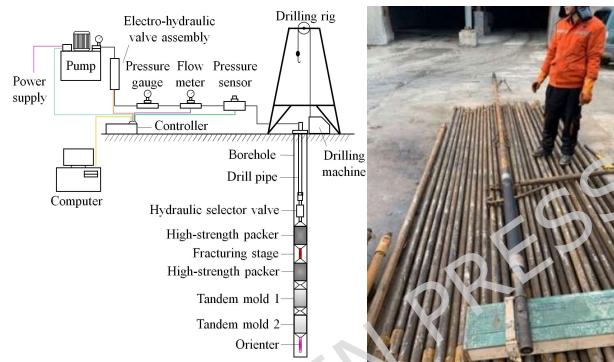 Electro-hydraulic
valve assembly
Drilling rig
Pump
Pressure
gauge
Flow
meter
Pressure
sensor
Power
supply
Controller
Computer
Borehole
Drill pipe
Drilling
machine
Hydraulic selector valve
High-strength packer
Fracturing stage
High-strength packer
Tandem mold 1
Tandem mold 2
Orienter
EN PRESS